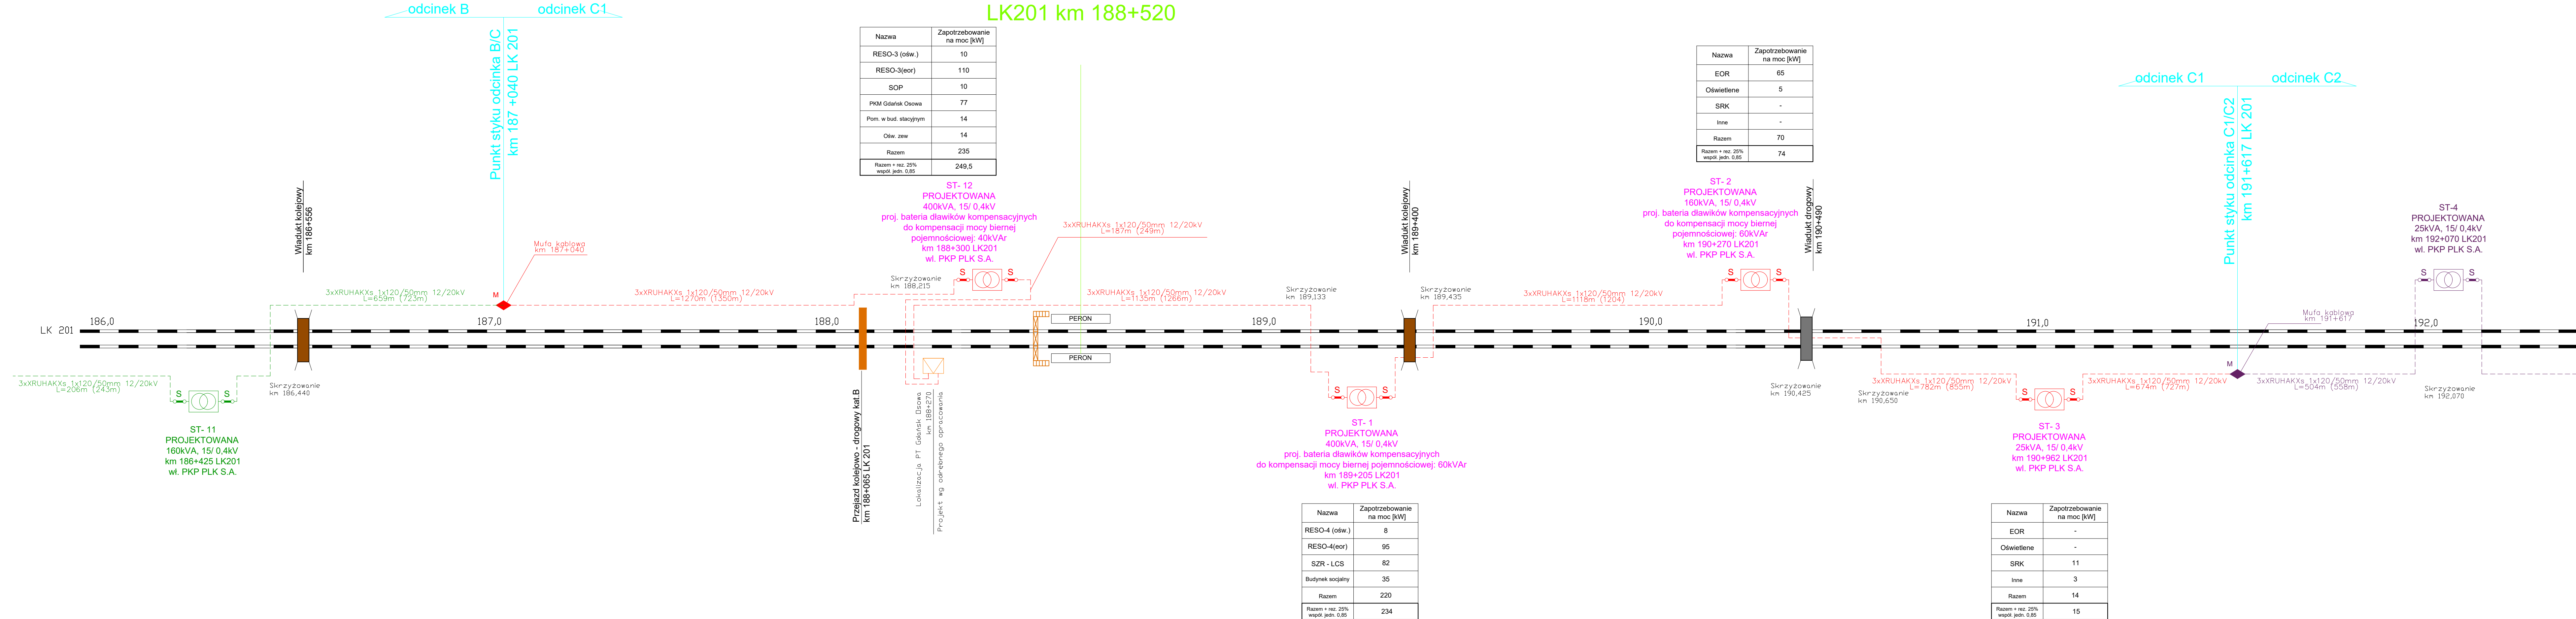 odcinek B odcinek C1
Punkt styku odcinka B/C
km 187 +040 LK 201
LK201 km 188+520
Nazwa Zapotrzebowanie
na moc [kW]
RESO-3 (ośw.) 10
RESO-3(eor) 110
SOP 10
PKM Gdańsk Osowa 77
Pom. w bud. stacyjnym 14
Ośw. zew 14
Razem 235
Razem + rez. 25%
współ. jedn. 0,85 249,5
ST- 12
PROJEKTOWANA
400kVA, 15/ 0,4kV
proj. bateria dławików kompensacyjnych
do kompensacji mocy biernej
pojemnościowej: 40kVAr
km 188+300 LK201
wl. PKP PLK S.A.
Nazwa Zapotrzebowanie
na moc [kW]
EOR 65
Oświetlene 5
SRK -
Inne -
Razem 70
Razem + rez. 25%
współ. jedn. 0,85 74
ST- 2
PROJEKTOWANA
160kVA, 15/ 0,4kV
proj. bateria dławików kompensacyjnych
do kompensacji mocy biernej
pojemnościowej: 60kVAr
km 190+270 LK201
wl. PKP PLK S.A.
odcinek C1 odcinek C2
Punkt styku odcinka C1/C2
km 191+617 LK 201
ST-4
PROJEKTOWANA
25kVA, 15/ 0,4kV
km 192+070 LK201
wl. PKP PLK S.A.
Wiadukt kolejowy
km 186+556
Mufa kablowa
km 187+040
3xXRUHAKXs 1x120/50mm 12/20kV
L=187m (249m)
Wiadukt kolejowy
km 189+400
Wiadukt drogowy
km 190+490
3xXRUHAKXs 1x120/50mm 12/20kV
L=659m (723m)
M
3xXRUHAKXs 1x120/50mm 12/20kV
L=1270m (1350m)
Skrzyżowanie
km 188,215
S S
3xXRUHAKXs 1x120/50mm 12/20kV
L=1135m (1266m)
Skrzyżowanie
km 189,133
Skrzyżowanie
km 189,435
3xXRUHAKXs 1x120/50mm 12/20kV
L=1118m (1204)
S S
Mufa kablowa
km 191+617
S S
LK 201 186,0 187,0 188,0 189,0 190,0 191,0 192,0
PERON
PERON
3xXRUHAKXs 1x120/50mm 12/20kV
L=206m (243m)
S S
Skrzyżowanie
km 186,440
ST- 11
PROJEKTOWANA
160kVA, 15/ 0,4kV
km 186+425 LK201
wł. PKP PLK S.A.
Przejazd kolejowo - drogowy kat.B
km 188+065 LK 201
Lokalizacja PT Gdańsk Osowa
km 188+270
Projekt wg odrebnego opracowania
S S
ST- 1
PROJEKTOWANA
400kVA, 15/ 0,4kV
proj. bateria dławików kompensacyjnych
do kompensacji mocy biernej pojemnościowej: 60kVAr
km 189+205 LK201
wl. PKP PLK S.A.
Nazwa Zapotrzebowanie
na moc [kW]
RESO-4 (ośw.) 8
RESO-4(eor) 95
SZR - LCS 82
Budynek socjalny 35
Razem 220
Razem + rez. 25%
współ. jedn. 0,85 234
Skrzyżowanie
km 190,425
Skrzyżowanie
km 190,650
3xXRUHAKXs 1x120/50mm 12/20kV
L=782m (855m)
S S
3xXRUHAKXs 1x120/50mm 12/20kV
L=674m (727m)
M
3xXRUHAKXs 1x120/50mm 12/20kV
L=504m (558m)
Skrzyżowanie
km 192,070
ST- 3
PROJEKTOWANA
25kVA, 15/ 0,4kV
km 190+962 LK201
wl. PKP PLK S.A.
Nazwa Zapotrzebowanie
na moc [kW]
EOR -
Oświetlene -
SRK 11
Inne 3
Razem 14
Razem + rez. 25%
współ. jedn. 0,85 15